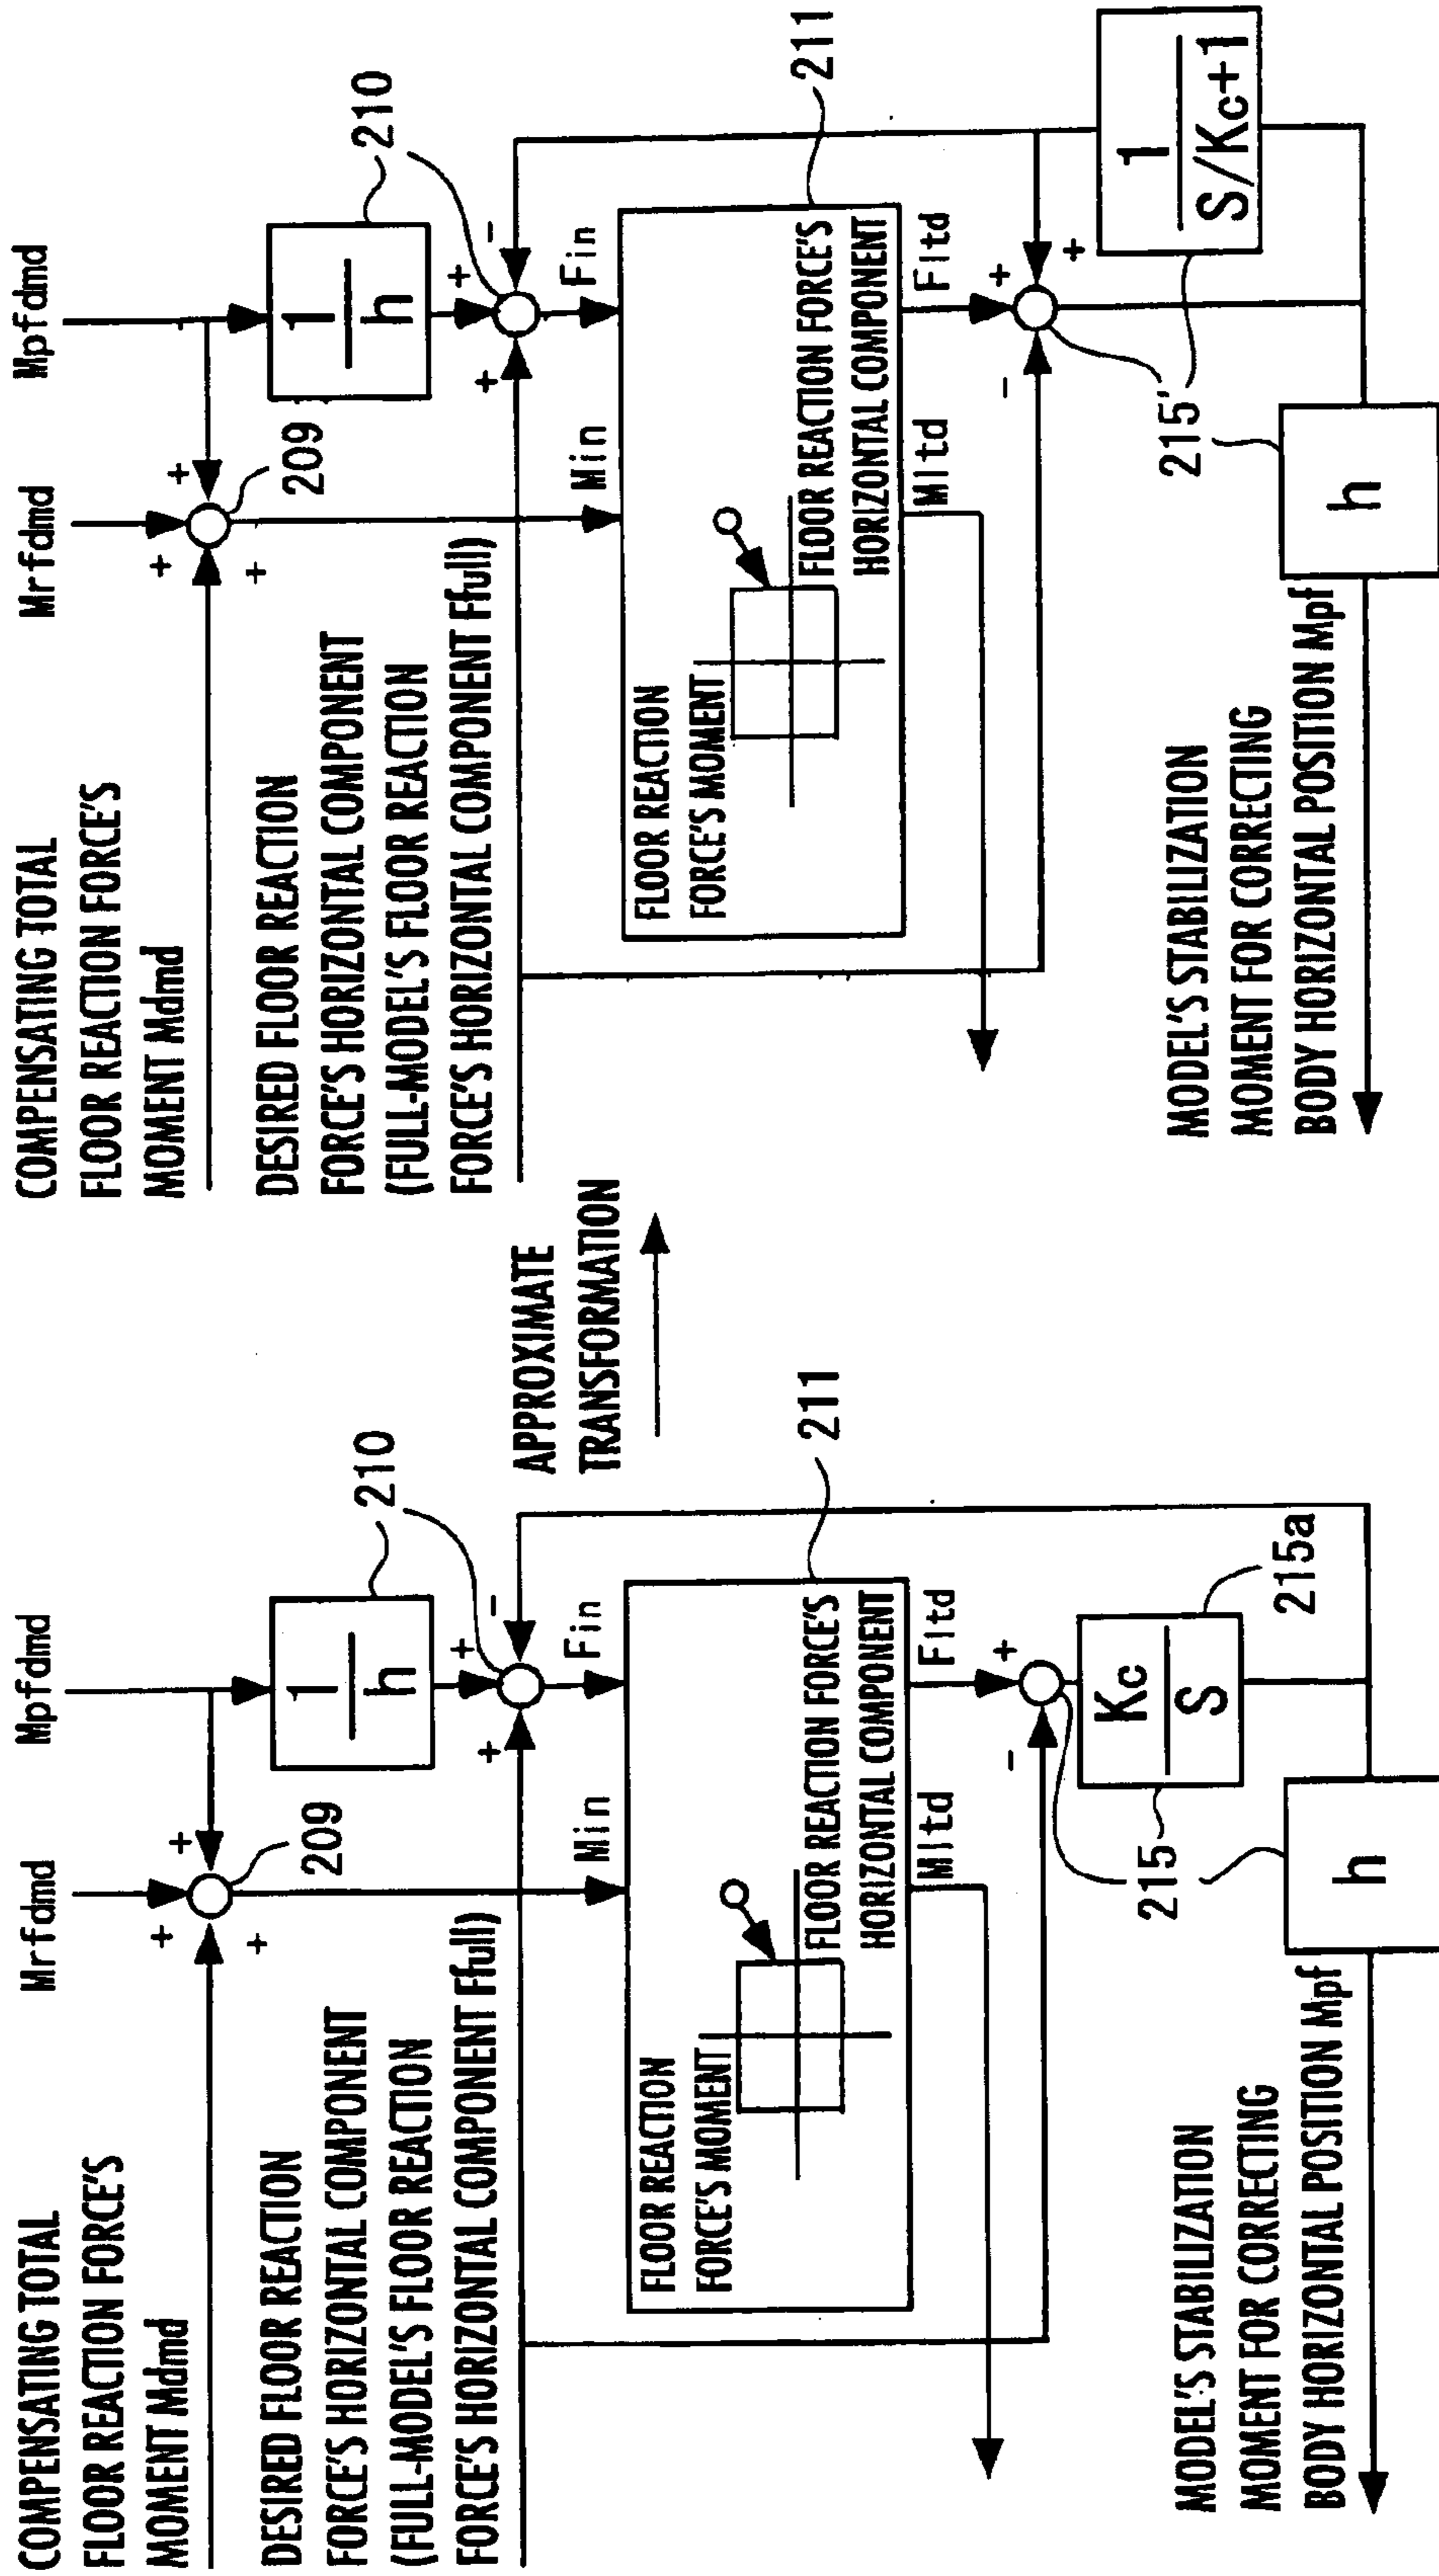 COMPENSATING TOTAL
FLOOR REACTION FORCE'S
MOMENT Mdmd
Mrfdmd
Mpfdmd
+
+
+
209
1
h
210
DESIRED FLOOR REACTION
FORCE'S HORIZONTAL COMPONENT
(FULL-MODEL'S FLOOR REACTION
FORCE'S HORIZONTAL COMPONENT Ffull)
+
+
-
Min
Fin
FLOOR REACTION
FORCE'S MOMENT
FLOOR REACTION FORCE'S
HORIZONTAL COMPONENT
211
Mltd
Fltd
-
+
Kc
S
215
215a
h
MODEL'S STABILIZATION
MOMENT FOR CORRECTING
BODY HORIZONTAL POSITION Mpf
APPROXIMATE
TRANSFORMATION
COMPENSATING TOTAL
FLOOR REACTION FORCE'S
MOMENT Mdmd
Mrfdmd
Mpfdmd
+
+
+
209
1
h
210
DESIRED FLOOR REACTION
FORCE'S HORIZONTAL COMPONENT
(FULL-MODEL'S FLOOR REACTION
FORCE'S HORIZONTAL COMPONENT Ffull)
+
+
-
Min
Fin
FLOOR REACTION
FORCE'S MOMENT
FLOOR REACTION FORCE'S
HORIZONTAL COMPONENT
211
Mltd
Fltd
-
+
+
1
S/Kc+1
215'
h
MODEL'S STABILIZATION
MOMENT FOR CORRECTING
BODY HORIZONTAL POSITION Mpf